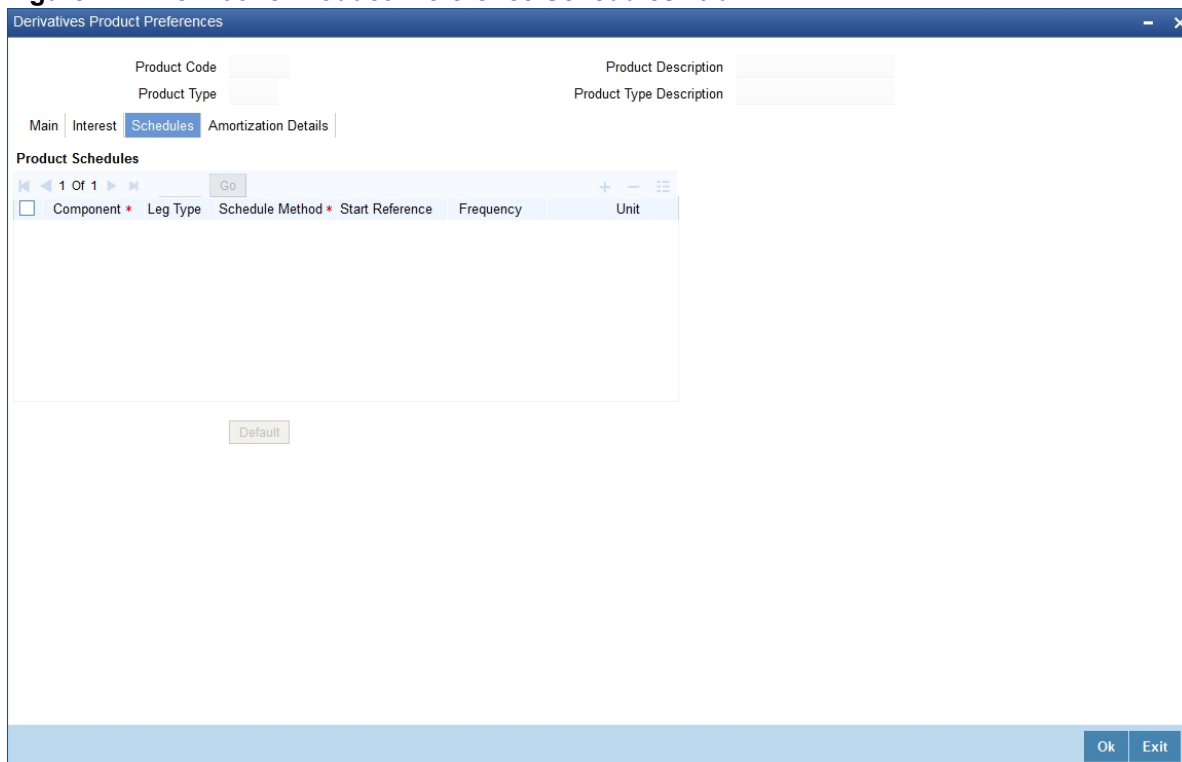 Derivatives Product Preferences
Product Code
Product Description
Product Type
Product Type Description
Main Interest Schedules Amortization Details
Product Schedules
1 Of 1 Go
Component * Leg Type Schedule Method * Start Reference Frequency Unit
Default
Ok Exit